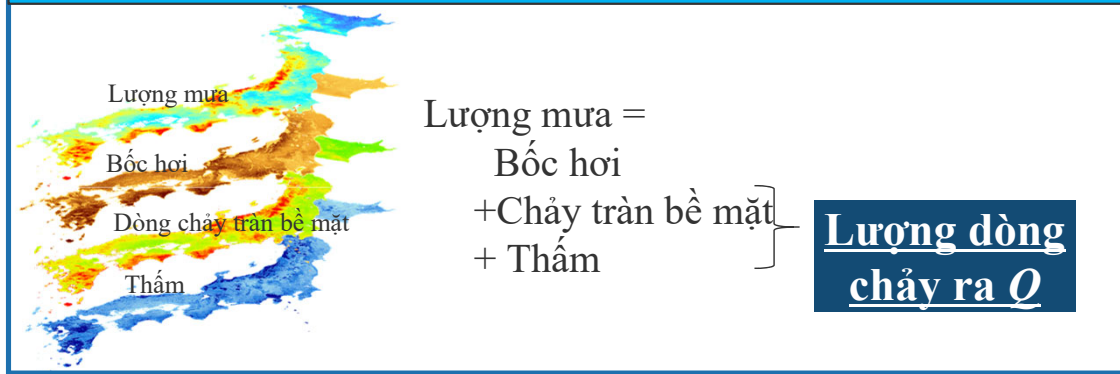 Lượng mưa
Bốc hơi
Dòng chảy tràn bề mặt
Thấm
Lượng mưa =
Bốc hơi
+Chảy tràn bề mặt
+ Thấm
Lượng dòng
chảy ra Q